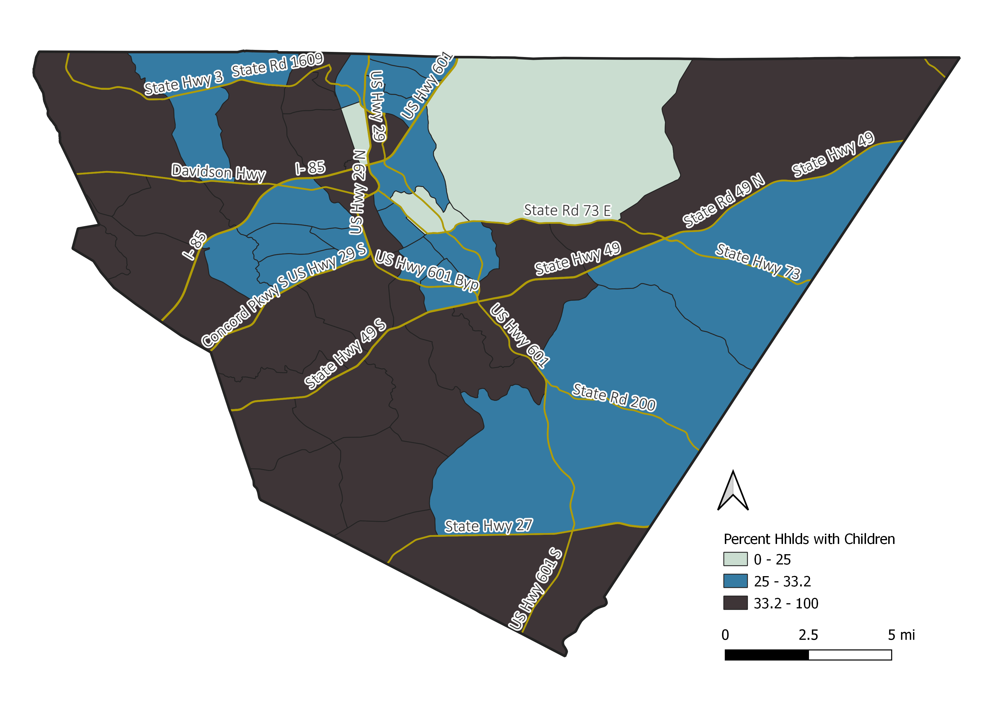 State Rd 1609
State Hwy 3
US Hwy 601
US Hwy 29
State Hwy 49
US Hwy 29 N
I- 85
Davidson Hwy
State Rd 49 N
State Rd 73 E
I- 85
State Hwy 49
State Hwy 73
US Hwy 601 Byp
Concord Pkwy S US Hwy 29 S
US Hwy 601
State Hwy 49 S
State Rd 200
State Hwy 27
US Hwy 601 S
Percent Hhlds with Children
0 - 25
25 - 33.2
33.2 - 100
0 2.5 5 mi